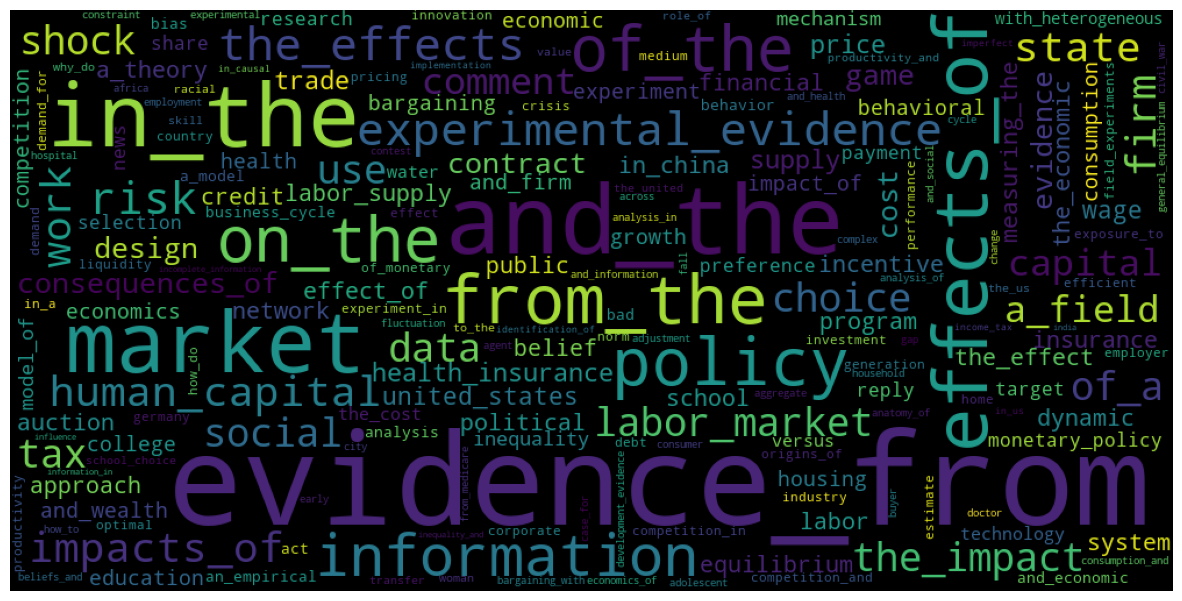 constraint
experimental
innovation
economic
role_of
mechanism
with_heterogeneous
bias
research
shock
share
the_effects
of_the
medium
value
price
productivity_and
imperfect
state
why_do
in_causal
pricing
a_theory
implementation
trade
comment
financial
game
africa
racial
in_the
employment
crisis
experiment
behavior
and_health
behavioral
demand_for
competition
news
skill
bargaining
experimental_evidence
cycle
effects_of
measuring_the
evidence
the_economic
consumption
field_experiments
firm
general_equilibrium
civil_war
hospital
country
contest
health
use
water
contract
in_china
supply
payment
work
a_model
risk
credit
labor_supply
and_firm
the_united
across
impact_of
cost
performance
and_social
wage
selection
business_cycle
effect
and_the
analysis_in
growth
complex
exposure_to
demand
design
on_the
public
and_information
fall
preference
incentive
analysis_of
change
capital
liquidity
of_monetary
consequences_of
incomplete_information
effect_of
from_the
choice
the_us
efficient
in_a
economics
network
experiment_in
fluctuation
to_the
identification_of
norm
bad
adjustment
program
investment
income_tax
india
a_field
insurance
model_of
how_do
market
data
agent
belief
policy
gap
generation
household
reply
the_effect
employer
human_capital
health_insurance
united_states
school
aggregate
home
target
of_a
auction
germany
the_cost
political
labor_market
anatomy_of
in_us
dynamic
influence
college
social
city
analysis
inequality
debt
consumer
versus
origins_of
monetary_policy
tax
school_choice
information_in
evidence_from
approach
early
from_medicare
housing
industry
buyer
doctor
estimate
productivity
and_wealth
how_to
optimal
case_for
development_evidence
corporate
competition_in
labor
technology
system
impacts_of
act
information
inequality_and
equilibrium
the_impact
consumption_and
beliefs_and
education
an_empirical
transfer
woman
bargaining_with
economics_of
adolescent
competition_and
and_economic